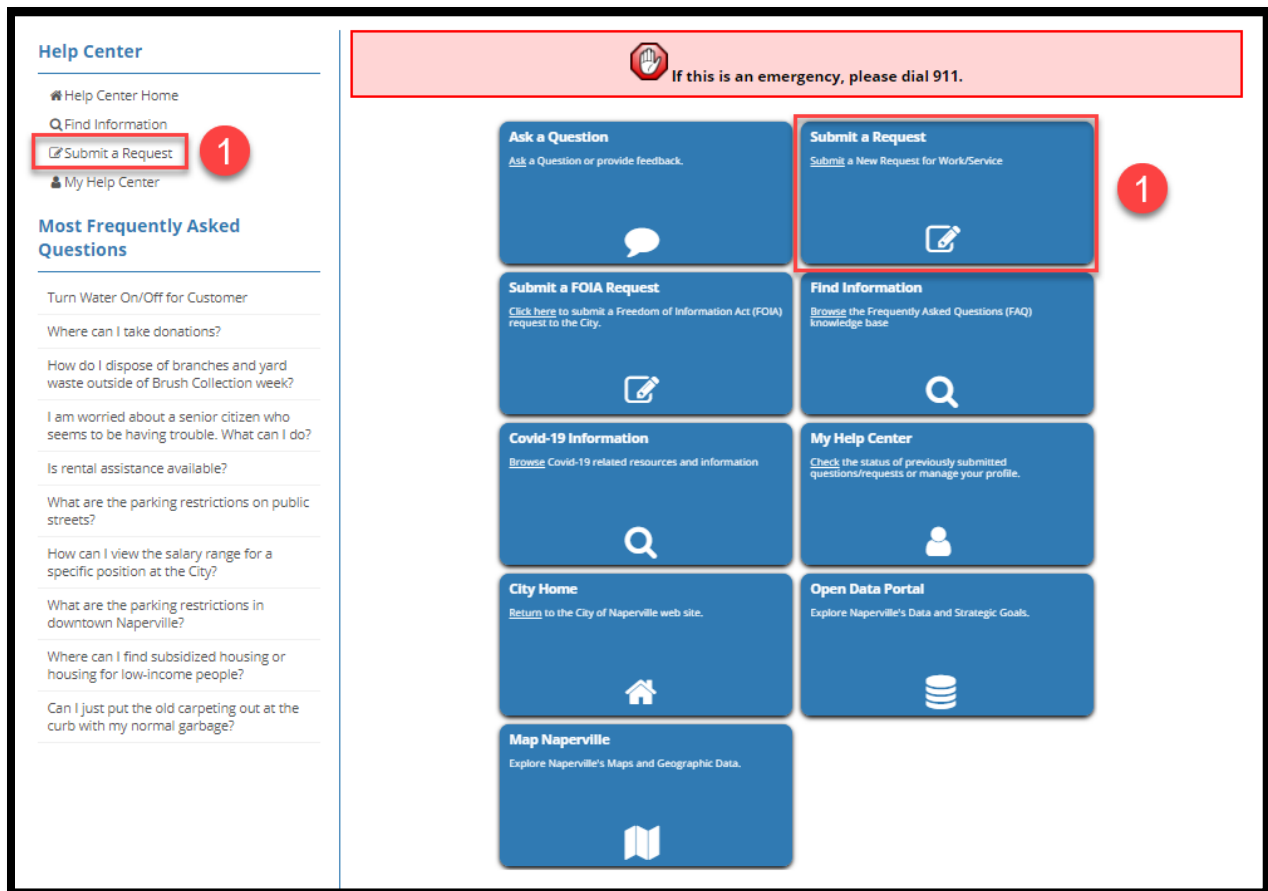 Help Center
Help Center Home
Find Information
Submit a Request
1
My Help Center
Most Frequently Asked
Questions
Turn Water On/Off for Customer
Where can I take donations?
How do I dispose of branches and yard
waste outside of Brush Collection week?
I am worried about a senior citizen who
seems to be having trouble. What can I do?
Is rental assistance available?
What are the parking restrictions on public
streets?
How can I view the salary range for a
specific position at the City?
What are the parking restrictions in
downtown Naperville?
Where can I find subsidized housing or
housing for low-income people?
Can I just put the old carpeting out at the
curb with my normal garbage?
If this is an emergency, please dial 911.
Ask a Question
Ask a Question or provide feedback.
Submit a Request
Submit a New Request for Work/Service
1
Submit a FOIA Request
Click here to submit a Freedom of Information Act (FOIA)
request to the City.
Find Information
Browse the Frequently Asked Questions (FAQ)
knowledge base
Covid-19 Information
Browse Covid-19 related resources and information
My Help Center
Check the status of previously submitted
questions/requests or manage your profile.
City Home
Return to the City of Naperville web site.
Open Data Portal
Explore Naperville's Data and Strategic Goals.
Map Naperville
Explore Naperville's Maps and Geographic Data.